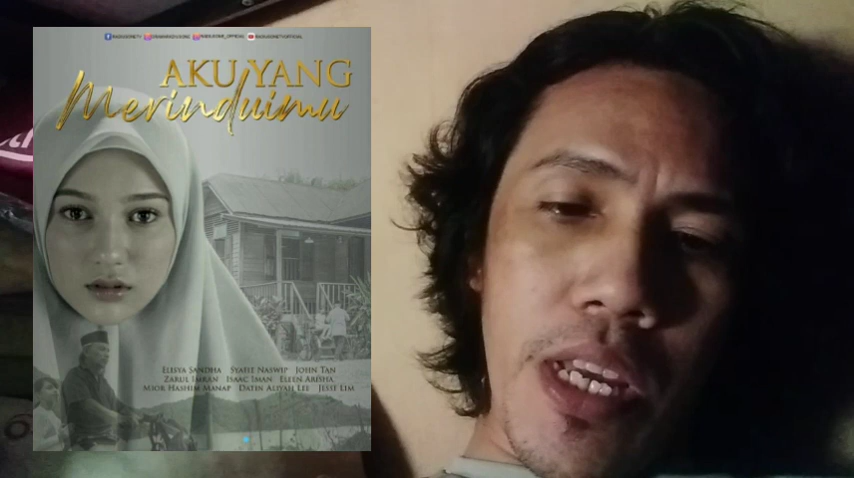 AKU YANG
Merinduimu
ELISYA SANDHA SYAFIE NASWIP JOHN TAN
ZARUL IMRAN ISAAC IMAN ELEEN ARISHA
MIOR HASHIM MANAP DATIN ALIYAH LEE JESSE LIM